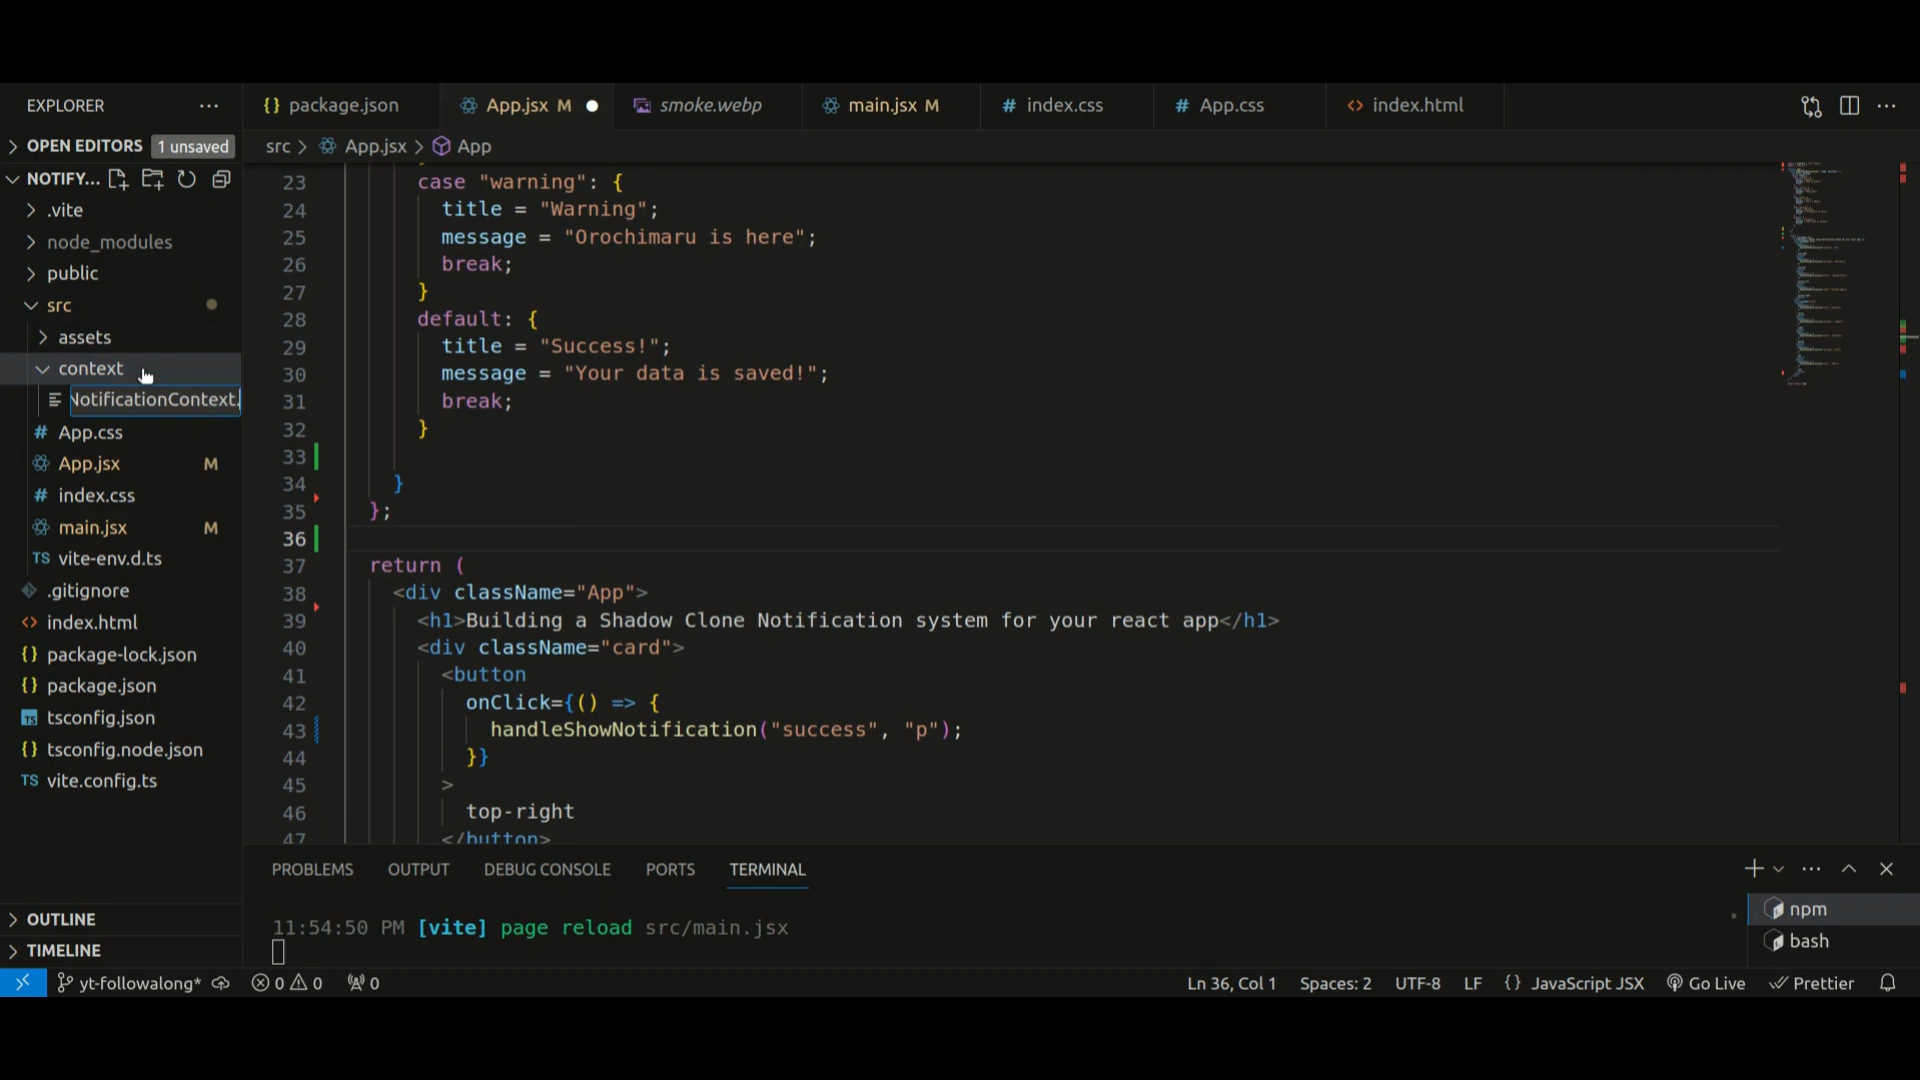 EXPLORER
package.json
App.jsx M
smoke.webp
main.jsx M
# index.css
# App.css
index.html
OPEN EDITORS 1 unsaved
src > App.jsx > App
NOTIFY...
.vite
node_modules
public
src
assets
context
NotificationContext.
# App.css
App.jsx M
# index.css
main.jsx M
TS vite-env.d.ts
.gitignore
<> index.html
{} package-lock.json
{} package.json
TS tsconfig.json
{} tsconfig.node.json
TS vite.config.ts
OUTLINE
TIMELINE
23 case "warning": {
24 title = "Warning";
25 message = "Orochimaru is here";
26 break;
27 }
28 default: {
29 title = "Success!";
30 message = "Your data is saved!";
31 break;
32 }
33
34 }
35 };
36
37 return (
38 <div className="App">
39 <h1>Building a Shadow Clone Notification system for your react app</h1>
40 <div className="card">
41 <button
42 onClick={() => {
43 handleShowNotification("success", "p");
44 }}
45 >
46 top-right
47 </button>
PROBLEMS OUTPUT DEBUG CONSOLE PORTS TERMINAL
11:54:50 PM [vite] page reload src/main.jsx
npm
bash
yt-followalong* 0 0 0 Ln 36, Col 1 Spaces: 2 UTF-8 LF {} JavaScript JSX Go Live Prettier